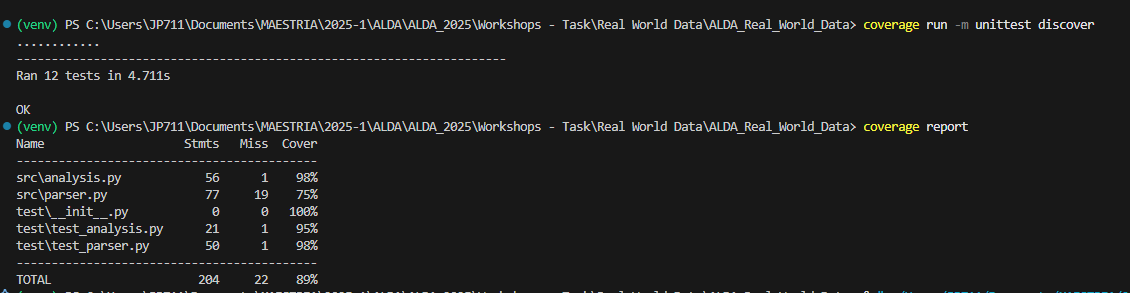 (venv) PS C:\Users\JP711\Documents\MAESTRIA\2025-1\ALDA\ALDA_2025\Workshops - Task\Real World Data\ALDA_Real_World_Data> coverage run -m unittest discover
............
----------------------------------------------------------------------
Ran 12 tests in 4.711s

OK
(venv) PS C:\Users\JP711\Documents\MAESTRIA\2025-1\ALDA\ALDA_2025\Workshops - Task\Real World Data\ALDA_Real_World_Data> coverage report
Name                    Stmts   Miss  Cover
-------------------------------------------
src\analysis.py            56      1    98%
src\parser.py              77     19    75%
test\__init__.py            0      0   100%
test\test_analysis.py      21      1    95%
test\test_parser.py        50      1    98%
-------------------------------------------
TOTAL                     204     22    89%